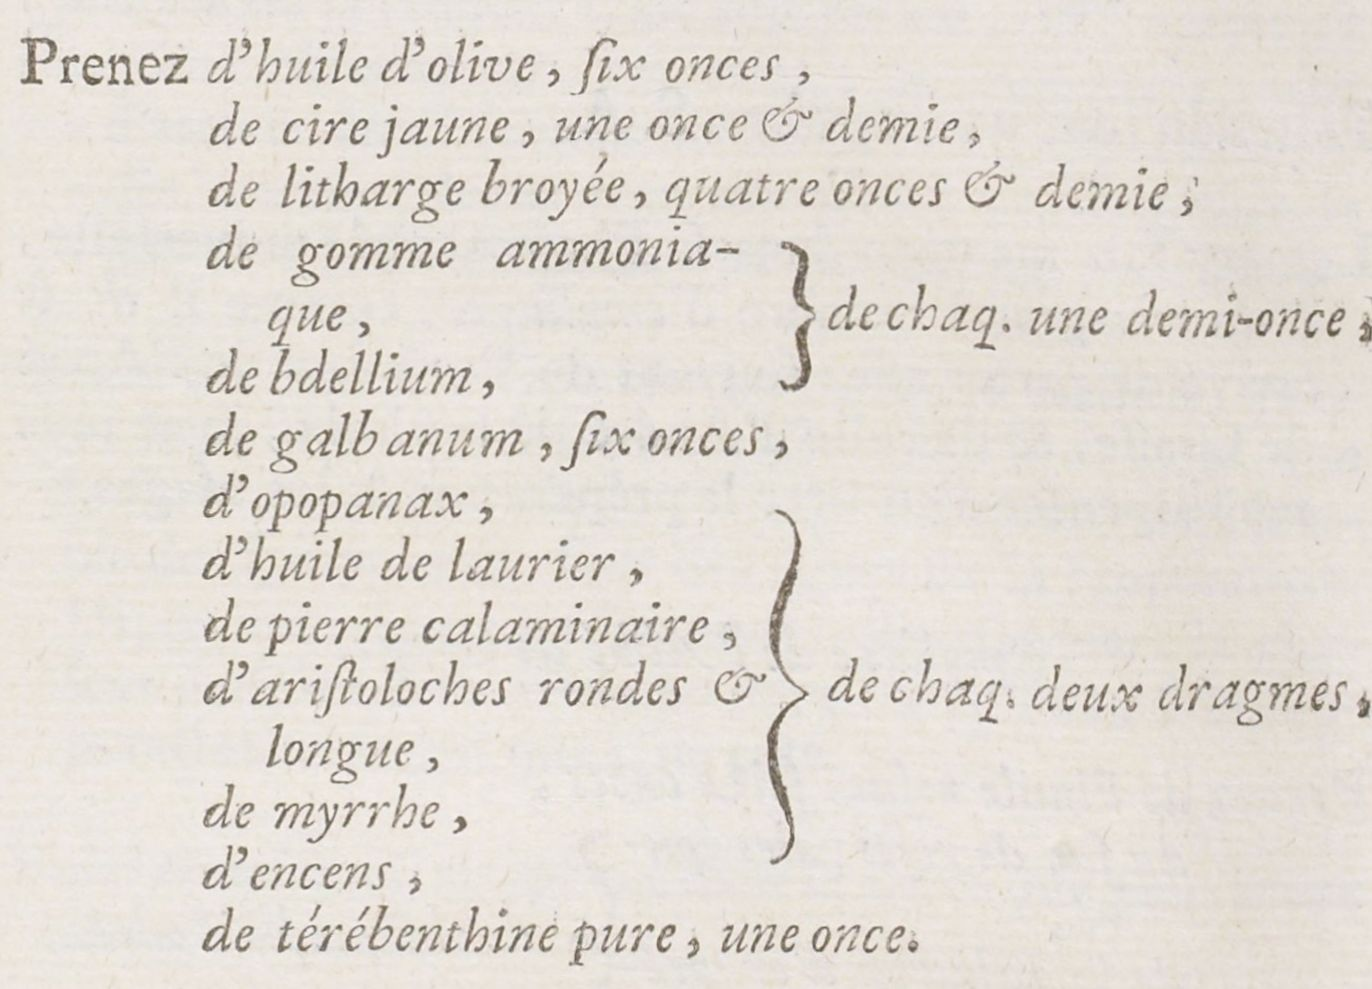 Prenez d'huile d'olive, ſix onces,
de cire jaune, une once & demie,
de litharge broyée, quatre onces & demie,
de gomme ammonia-
que,
de bdellium,
de chaq. une demi-once,
de galbanum, ſix onces,
d'opopanax,
d'huile de laurier,
de pierre calaminaire,
d'ariſtoloches rondes &
longue,
de myrrhe,
d'encens,
de chaq. deux dragmes,
de térébenthine pure, une once.